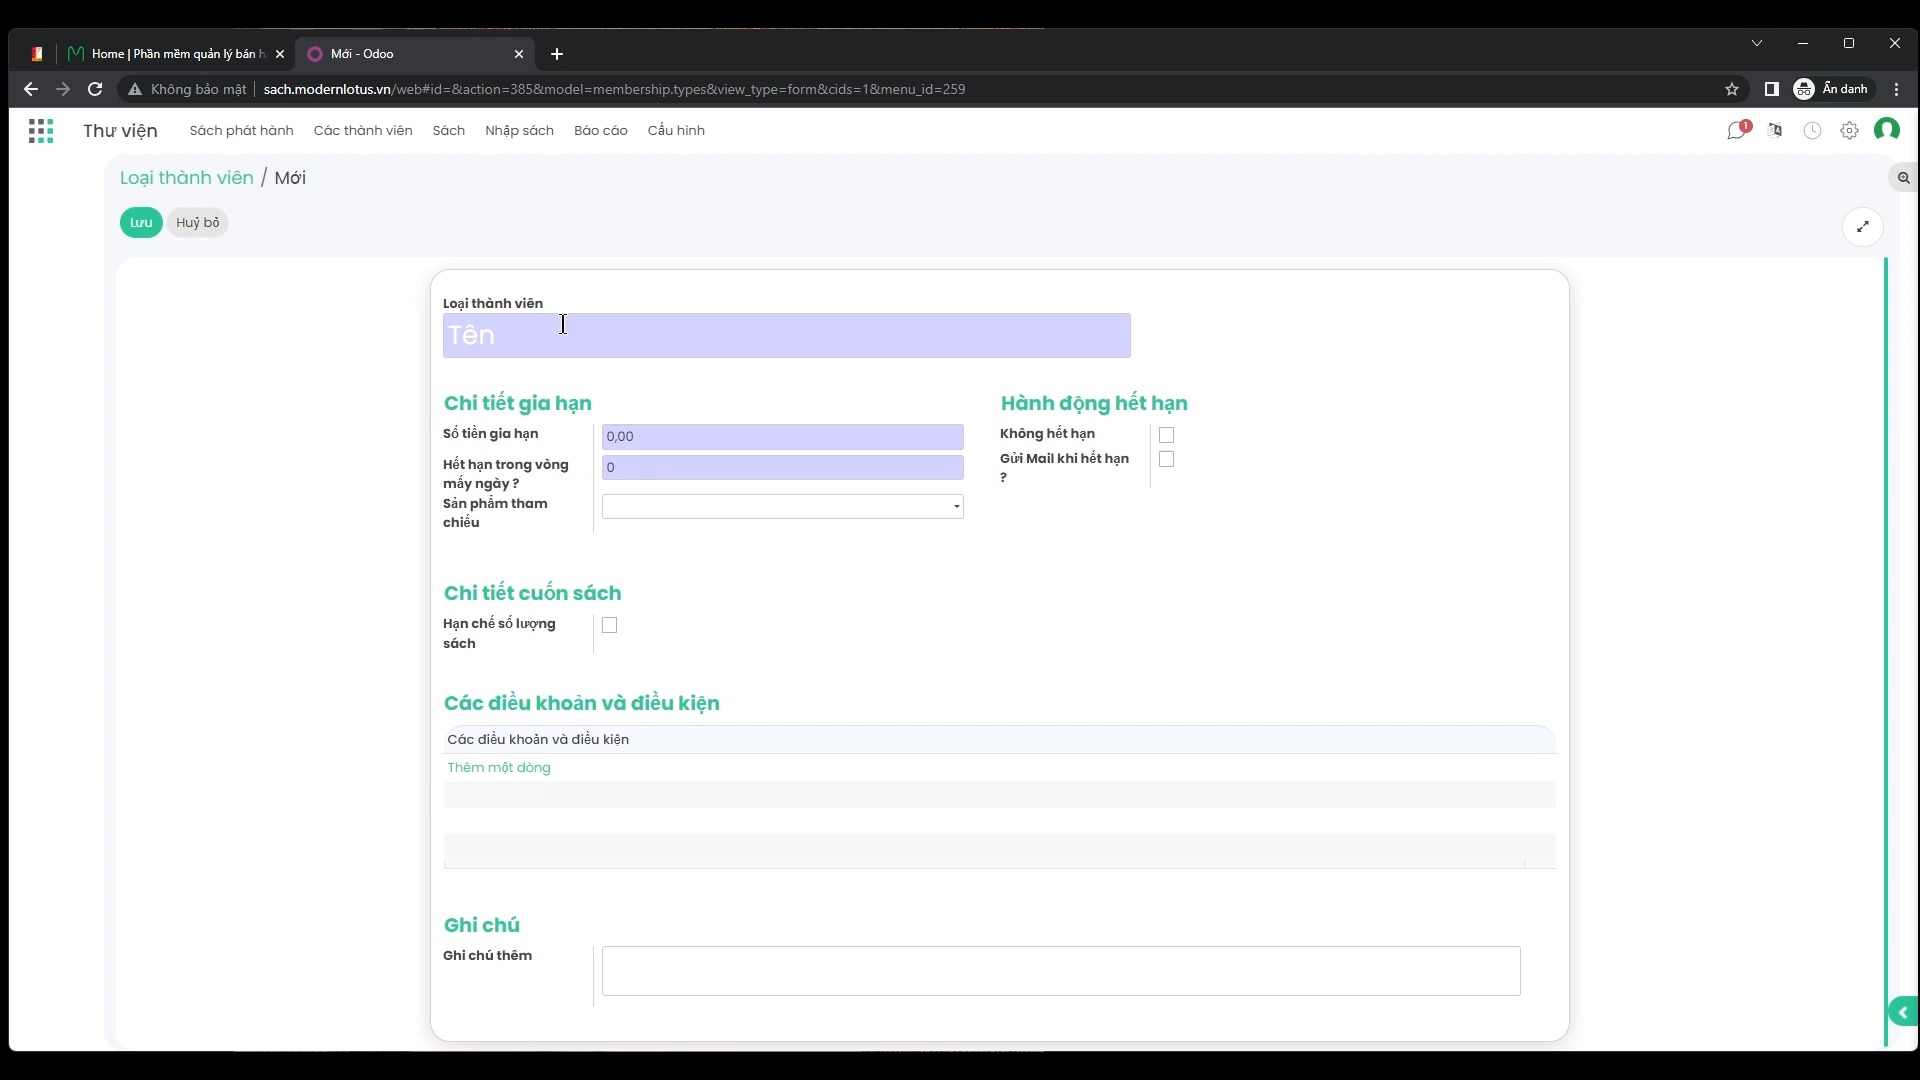 Home | Phần mềm quản lý bán h
Mới - Odoo
Không bảo mật
sach.modernlotus.vn/web#id=&action=385&model=membership.types&view_type=form&cids=1&menu_id=259
Ẩn danh
Thư viện
Sách phát hành
Các thành viên
Sách
Nhập sách
Báo cáo
Cấu hình
1
Loại thành viên / Mới
Lưu
Huỷ bỏ
Loại thành viên
Tên
Chi tiết gia hạn
Số tiền gia hạn
0,00
Hết hạn trong vòng
mấy ngày ?
0
Sản phẩm tham
chiếu
Hành động hết hạn
Không hết hạn
Gửi Mail khi hết hạn
?
Chi tiết cuốn sách
Hạn chế số lượng
sách
Các điều khoản và điều kiện
Các điều khoản và điều kiện
Thêm một dòng
Ghi chú
Ghi chú thêm